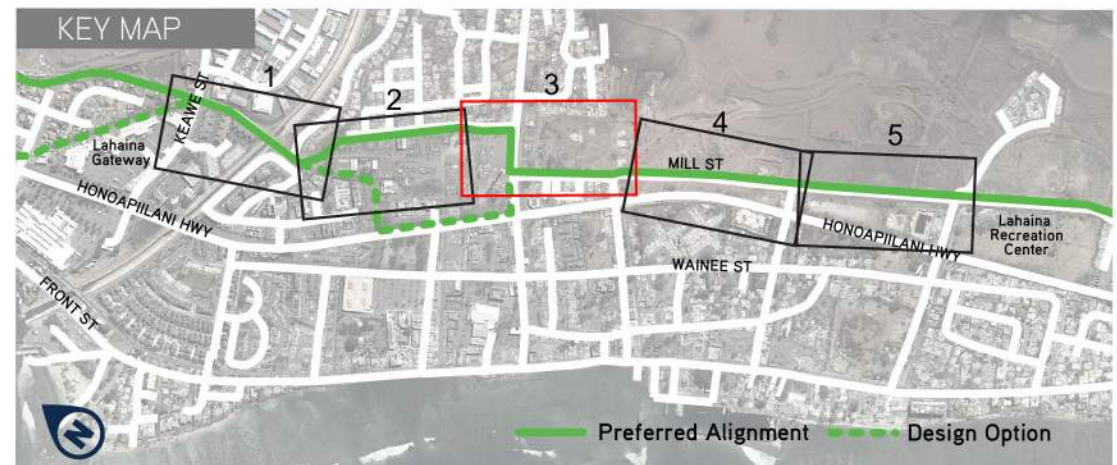 KEY MAP
1
2
3
4
5
KEAWE ST
Lahaina
Gateway
MILL ST
HONOAPIILANI HWY
HONOAPIILANI HWY
Lahaina
Recreation
Center
WAINEE ST
FRONT ST
N
Preferred Alignment
Design Option